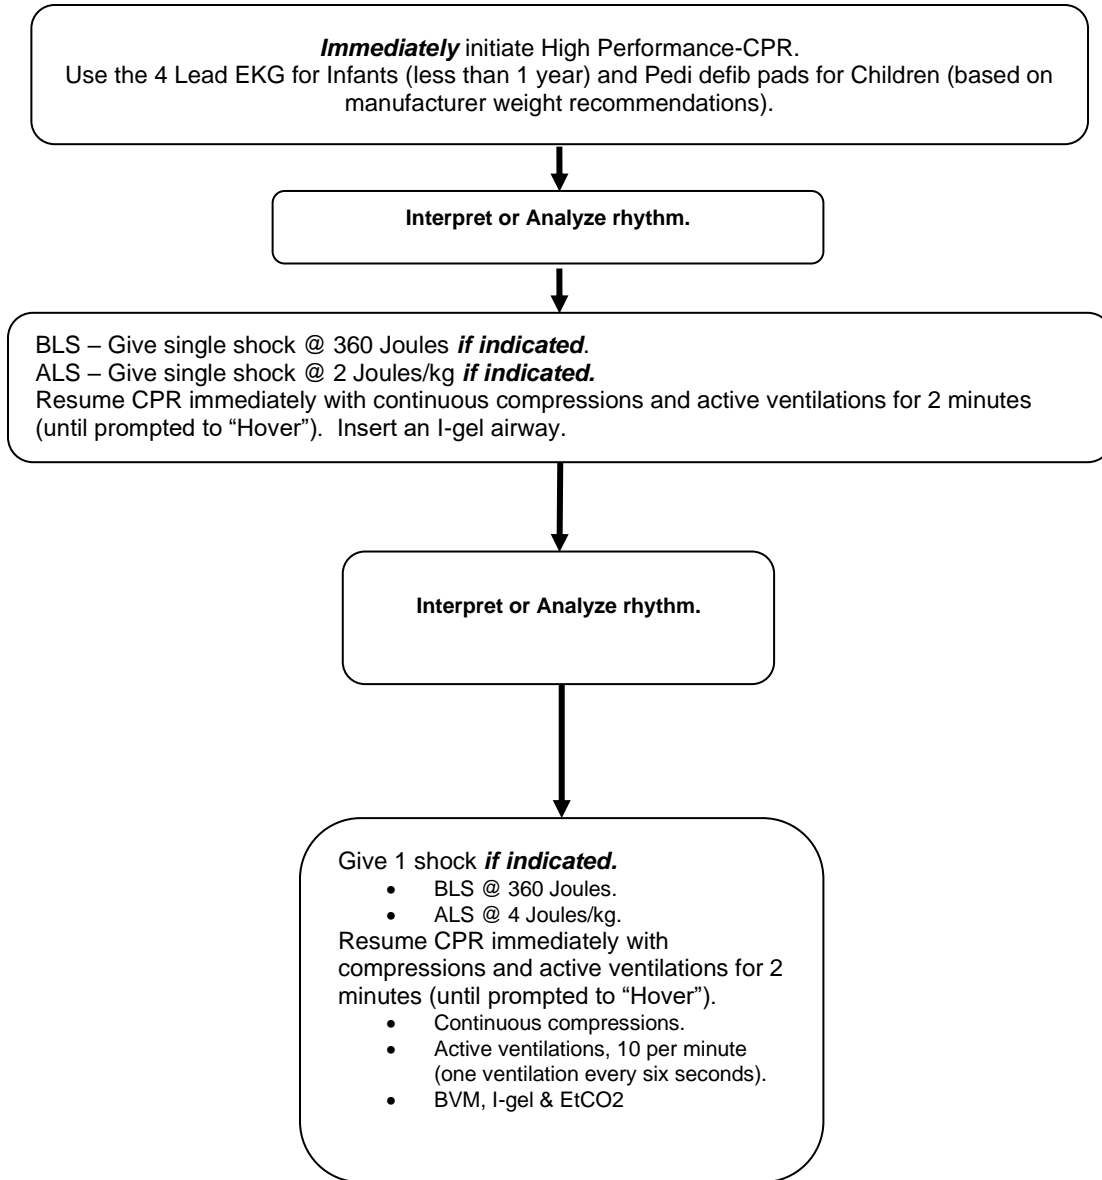 Immediately initiate High Performance-CPR.
Use the 4 Lead EKG for Infants (less than 1 year) and Pedi defib pads for Children (based on
manufacturer weight recommendations).
Interpret or Analyze rhythm.
BLS – Give single shock @ 360 Joules if indicated.
ALS – Give single shock @ 2 Joules/kg if indicated.
Resume CPR immediately with continuous compressions and active ventilations for 2 minutes
(until prompted to “Hover”).  Insert an I-gel airway.
Interpret or Analyze rhythm.
Give 1 shock if indicated.
• BLS @ 360 Joules.
• ALS @ 4 Joules/kg.
Resume CPR immediately with
compressions and active ventilations for 2
minutes (until prompted to “Hover”).
• Continuous compressions.
• Active ventilations, 10 per minute
(one ventilation every six seconds).
• BVM, I-gel & EtCO2